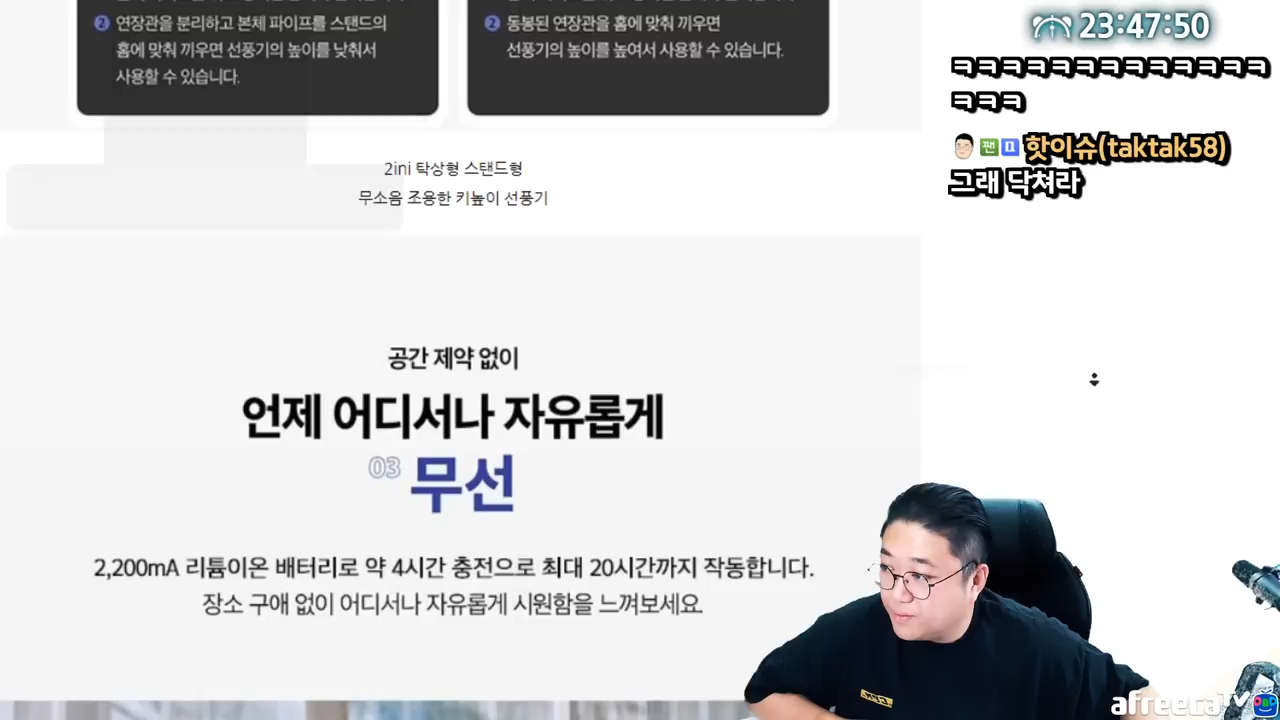 ❷ 연장관을 분리하고 본체 파이프를 스탠드의
홈에 맞춰 끼우면 선풍기의 높이를 낮춰서
사용할 수 있습니다.
❷ 동봉된 연장관을 홈에 맞춰 끼우면
선풍기의 높이를 높여서 사용할 수 있습니다.
2ini 탁상형 스탠드형
무소음 조용한 키높이 선풍기
공간 제약 없이
언제 어디서나 자유롭게
03 무선
2,200mA 리튬이온 배터리로 약 4시간 충전으로 최대 20시간까지 작동합니다.
장소 구애 없이 어디서나 자유롭게 시원함을 느껴보세요.
23:47:50
ㅋㅋㅋㅋㅋㅋㅋㅋㅋㅋㅋㅋㅋ
ㅋㅋㅋ
팬 핫이슈(taktak58)
그래 닥쳐라
afreecaTV